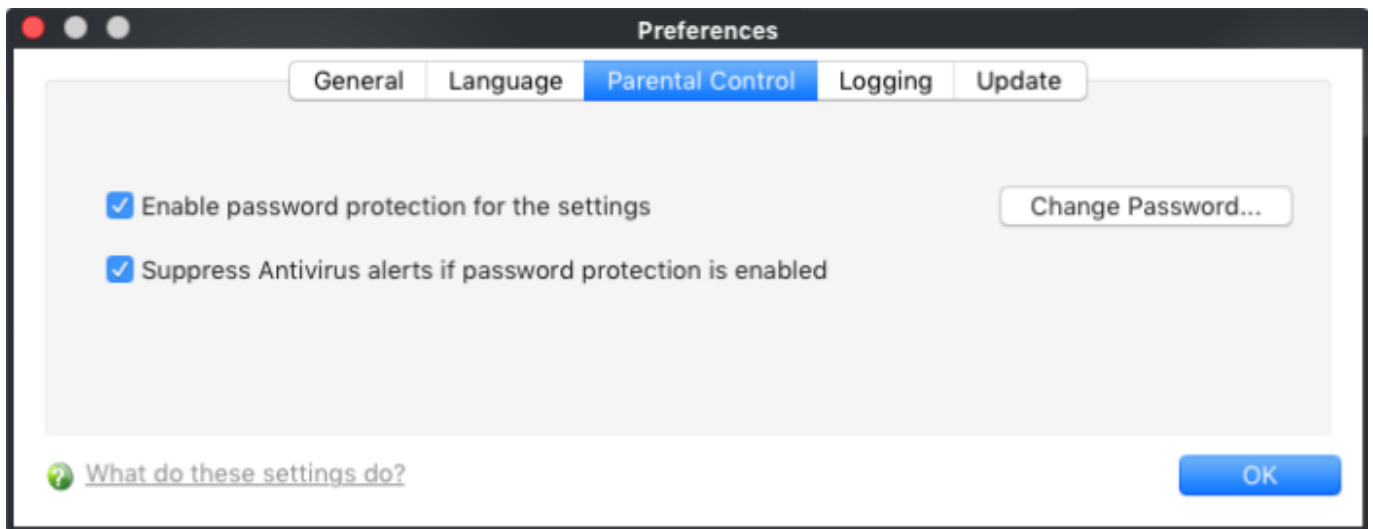 Preferences
General Language Parental Control Logging Update
Enable password protection for the settings Change Password...
Suppress Antivirus alerts if password protection is enabled
What do these settings do? OK